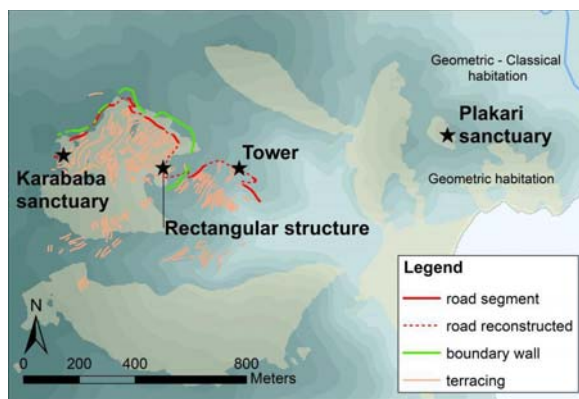 Geometric - Classical
habitation
Plakari
sanctuary
Tower
Karababa
sanctuary
Geometric habitation
Rectangular structure
Legend
road segment
road reconstructed
boundary wall
terracing
N
0 200 400 800
Meters